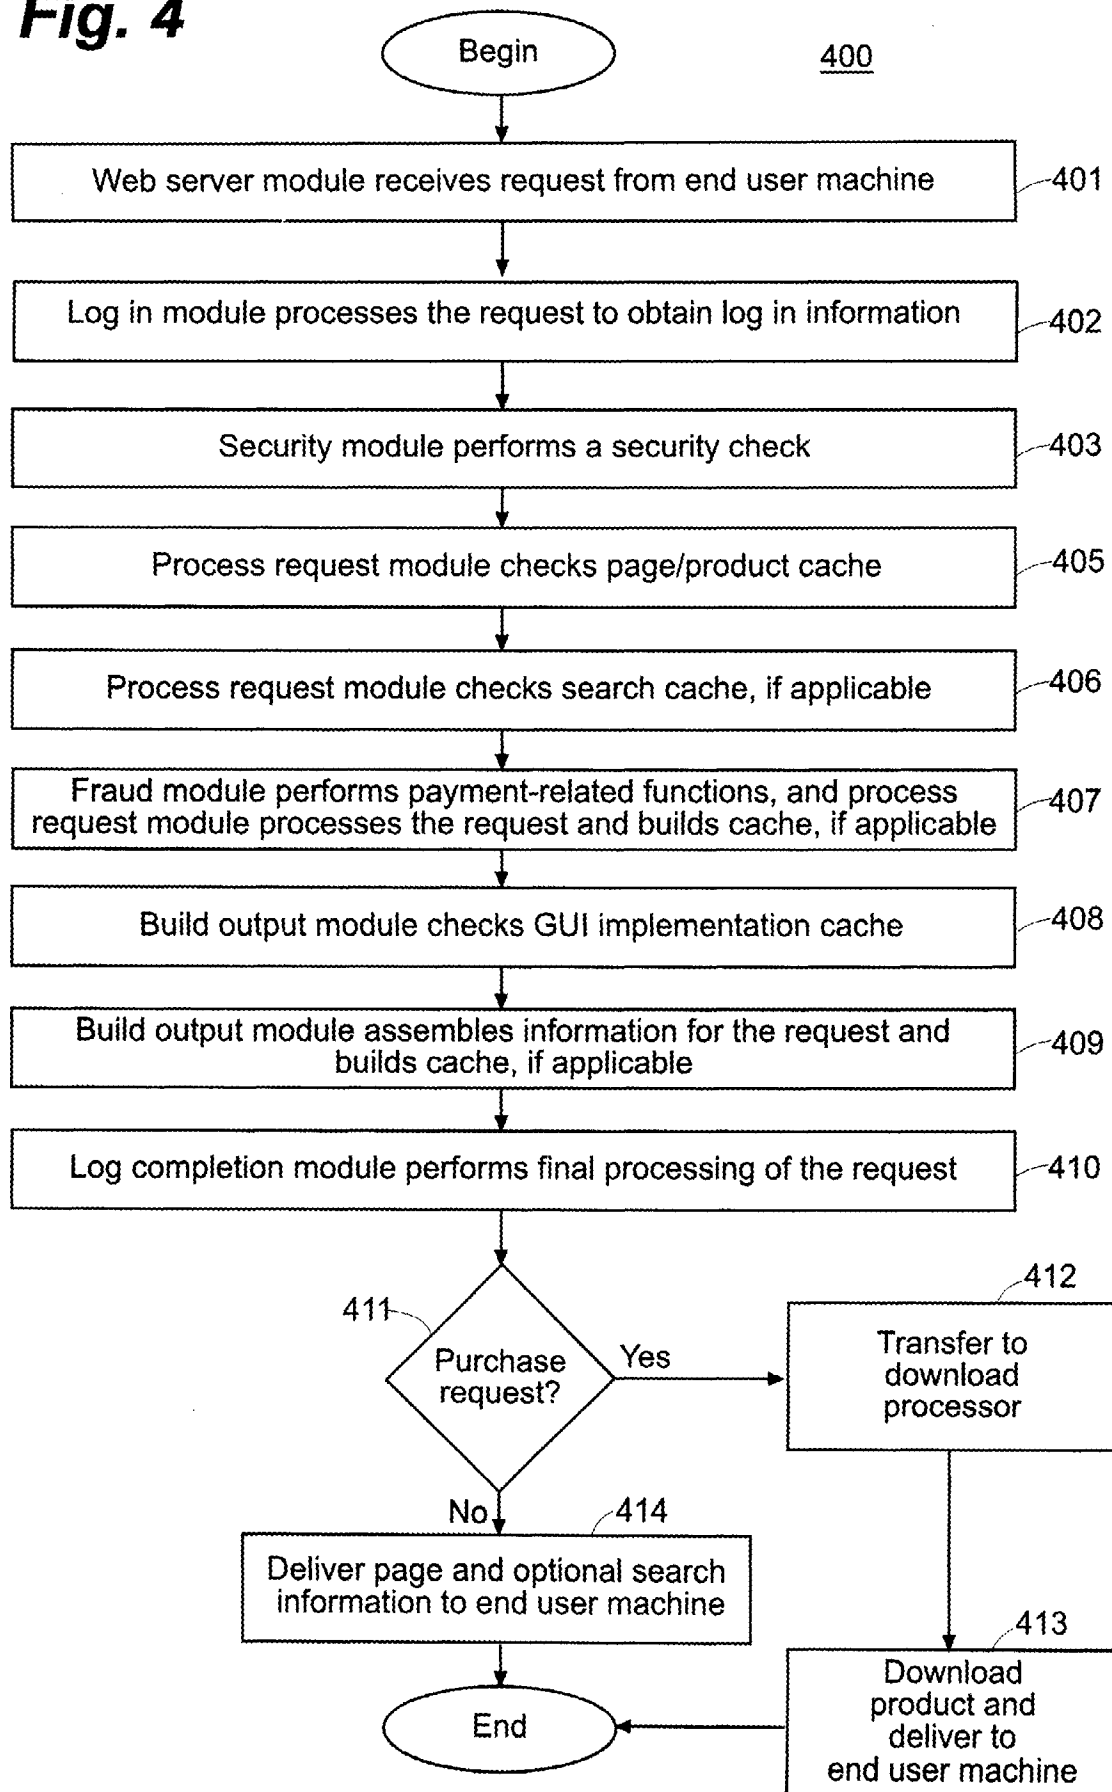 Fig. 4
Begin
400
Web server module receives request from end user machine
401
Log in module processes the request to obtain log in information
402
Security module performs a security check
403
Process request module checks page/product cache
405
Process request module checks search cache, if applicable
406
Fraud module performs payment-related functions, and process
request module processes the request and builds cache, if applicable
407
Build output module checks GUI implementation cache
408
Build output module assembles information for the request and
builds cache, if applicable
409
Log completion module performs final processing of the request
410
411
Purchase
request?
Yes
412
Transfer to
download
processor
No
414
Deliver page and optional search
information to end user machine
413
Download
product and
deliver to
end user machine
End